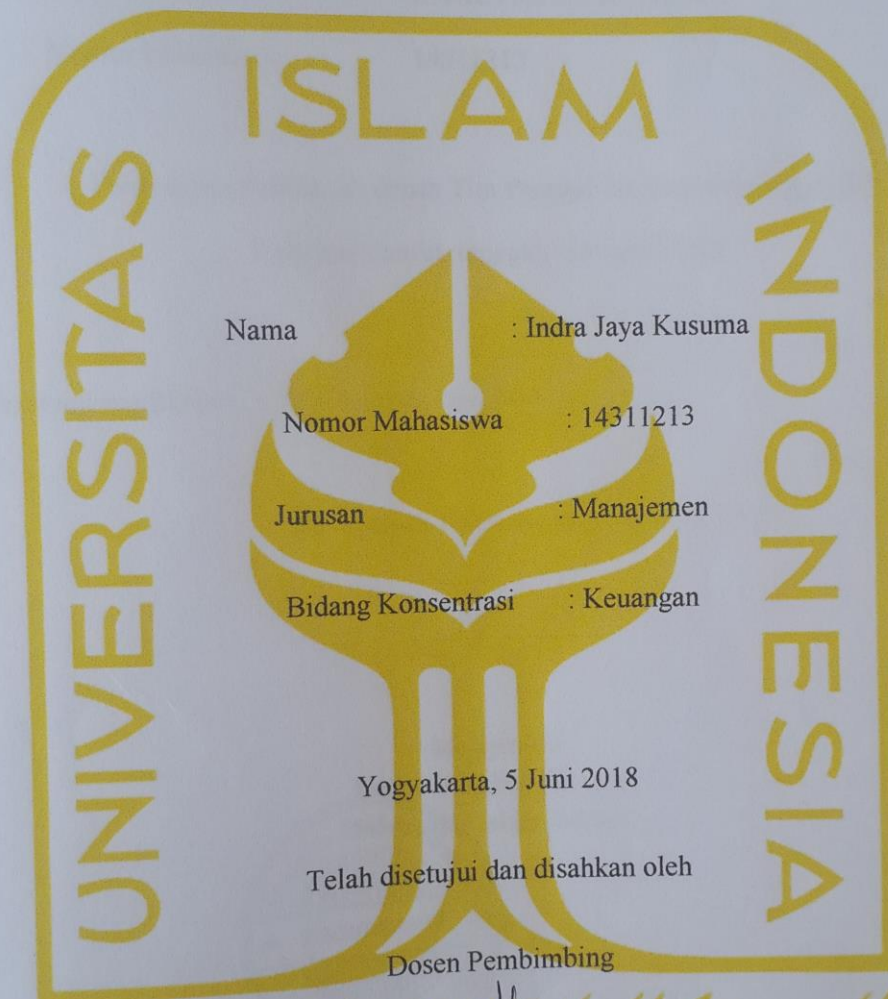 UNIVERSITAS ISLAM INDONESIA
Nama : Indra Jaya Kusuma
Nomor Mahasiswa : 14311213
Jurusan : Manajemen
Bidang Konsentrasi : Keuangan
Yogyakarta, 5 Juni 2018
Telah disetujui dan disahkan oleh
Dosen Pembimbing